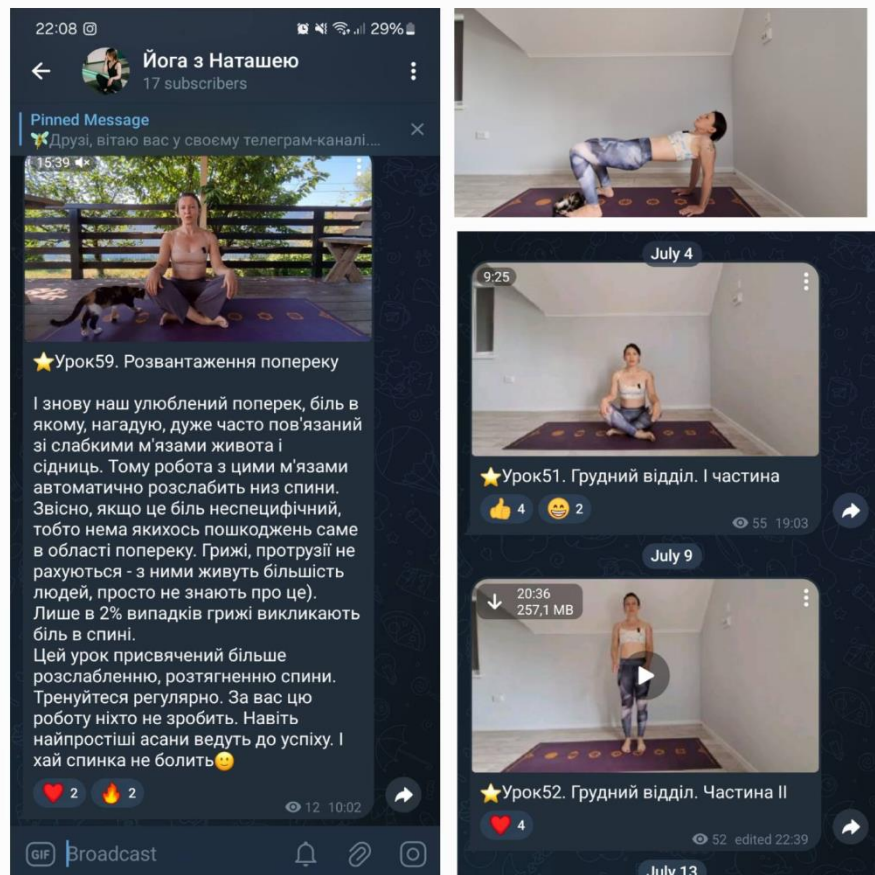 22:08
29%
Йога з Наташею
17 subscribers
Pinned Message
Друзі, вітаю вас у своєму телеграм-каналі....
15:39
⭐Урок59. Розвантаження попереку
І знову наш улюблений поперек, біль в
якому, нагадую, дуже часто пов'язаний
зі слабкими м'язами живота і
сідниць. Тому робота з цими м'язами
автоматично розслабить низ спини.
Звісно, якщо це біль неспецифічний,
тобто нема якихось пошкоджень саме
в області попереку. Грижі, протрузії не
рахуються - з ними живуть більшість
людей, просто не знають про це).
Лише в 2% випадків грижі викликають
біль в спині.
Цей урок присвячений більше
розслабленню, розтягненню спини.
Тренуйтеся регулярно. За вас цю
роботу ніхто не зробить. Навіть
найпростіші асани ведуть до успіху. І
хай спинка не болить🙂
❤️ 2 🔥 2
12 10:02
GIF Broadcast
July 4
9:25
⭐Урок51. Грудний відділ. І частина
👍 4 😁 2
55 19:03
July 9
20:36
257,1 MB
⭐Урок52. Грудний відділ. Частина ІІ
❤️ 4
52 edited 22:39
July 13